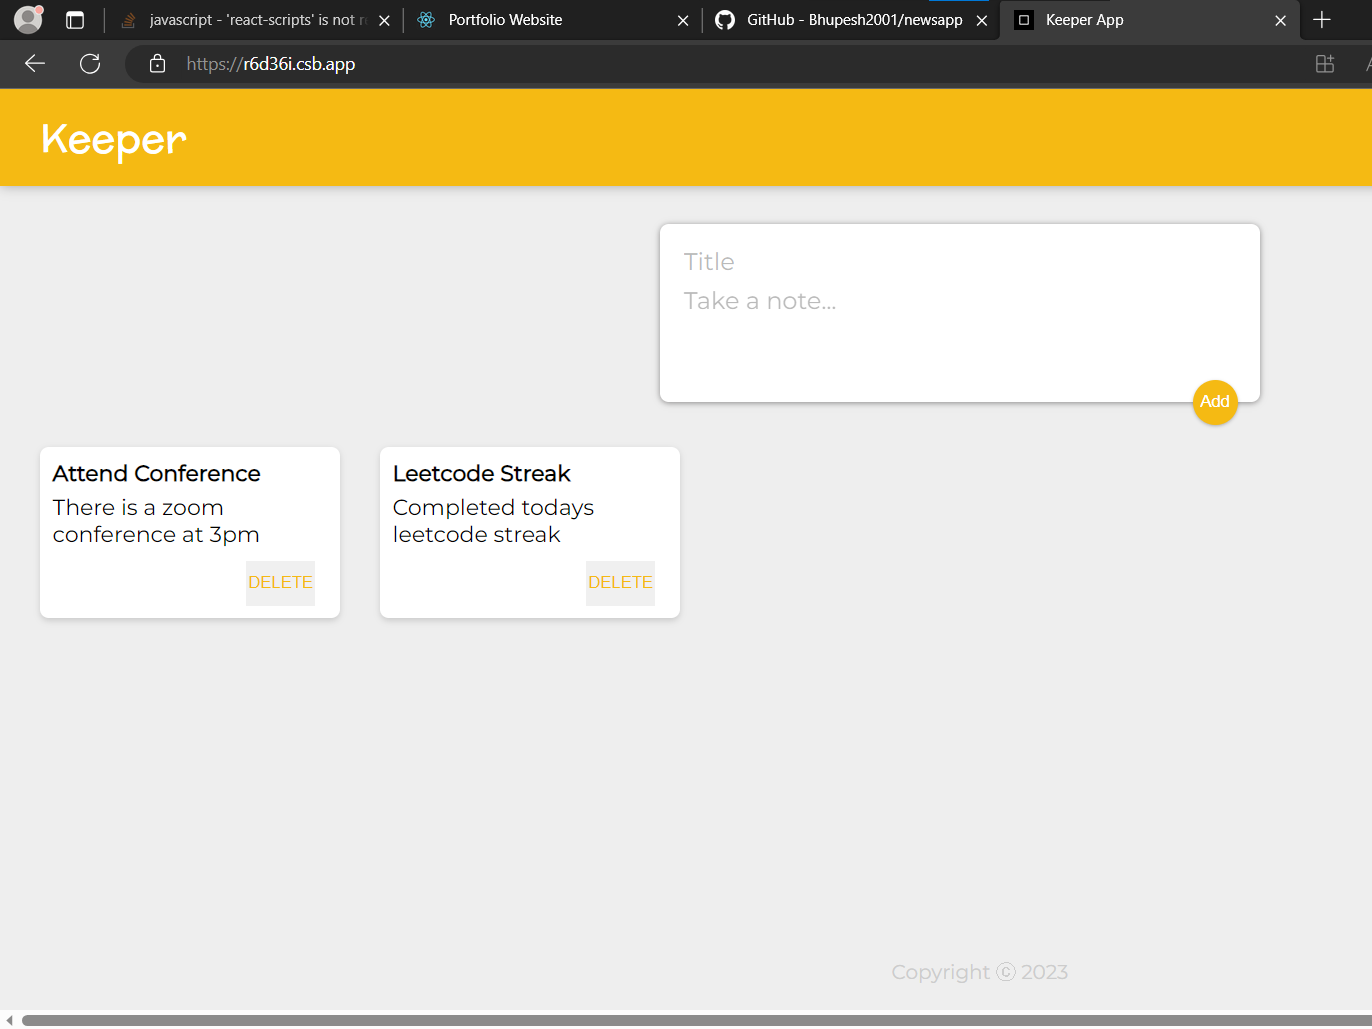 javascript - 'react-scripts' is not
Portfolio Website
GitHub - Bhupesh2001/newsapp
Keeper App
https://r6d36i.csb.app
Keeper
Title
Take a note...
Add
Attend Conference
There is a zoom
conference at 3pm
DELETE
Leetcode Streak
Completed todays
leetcode streak
DELETE
Copyright ⓒ 2023